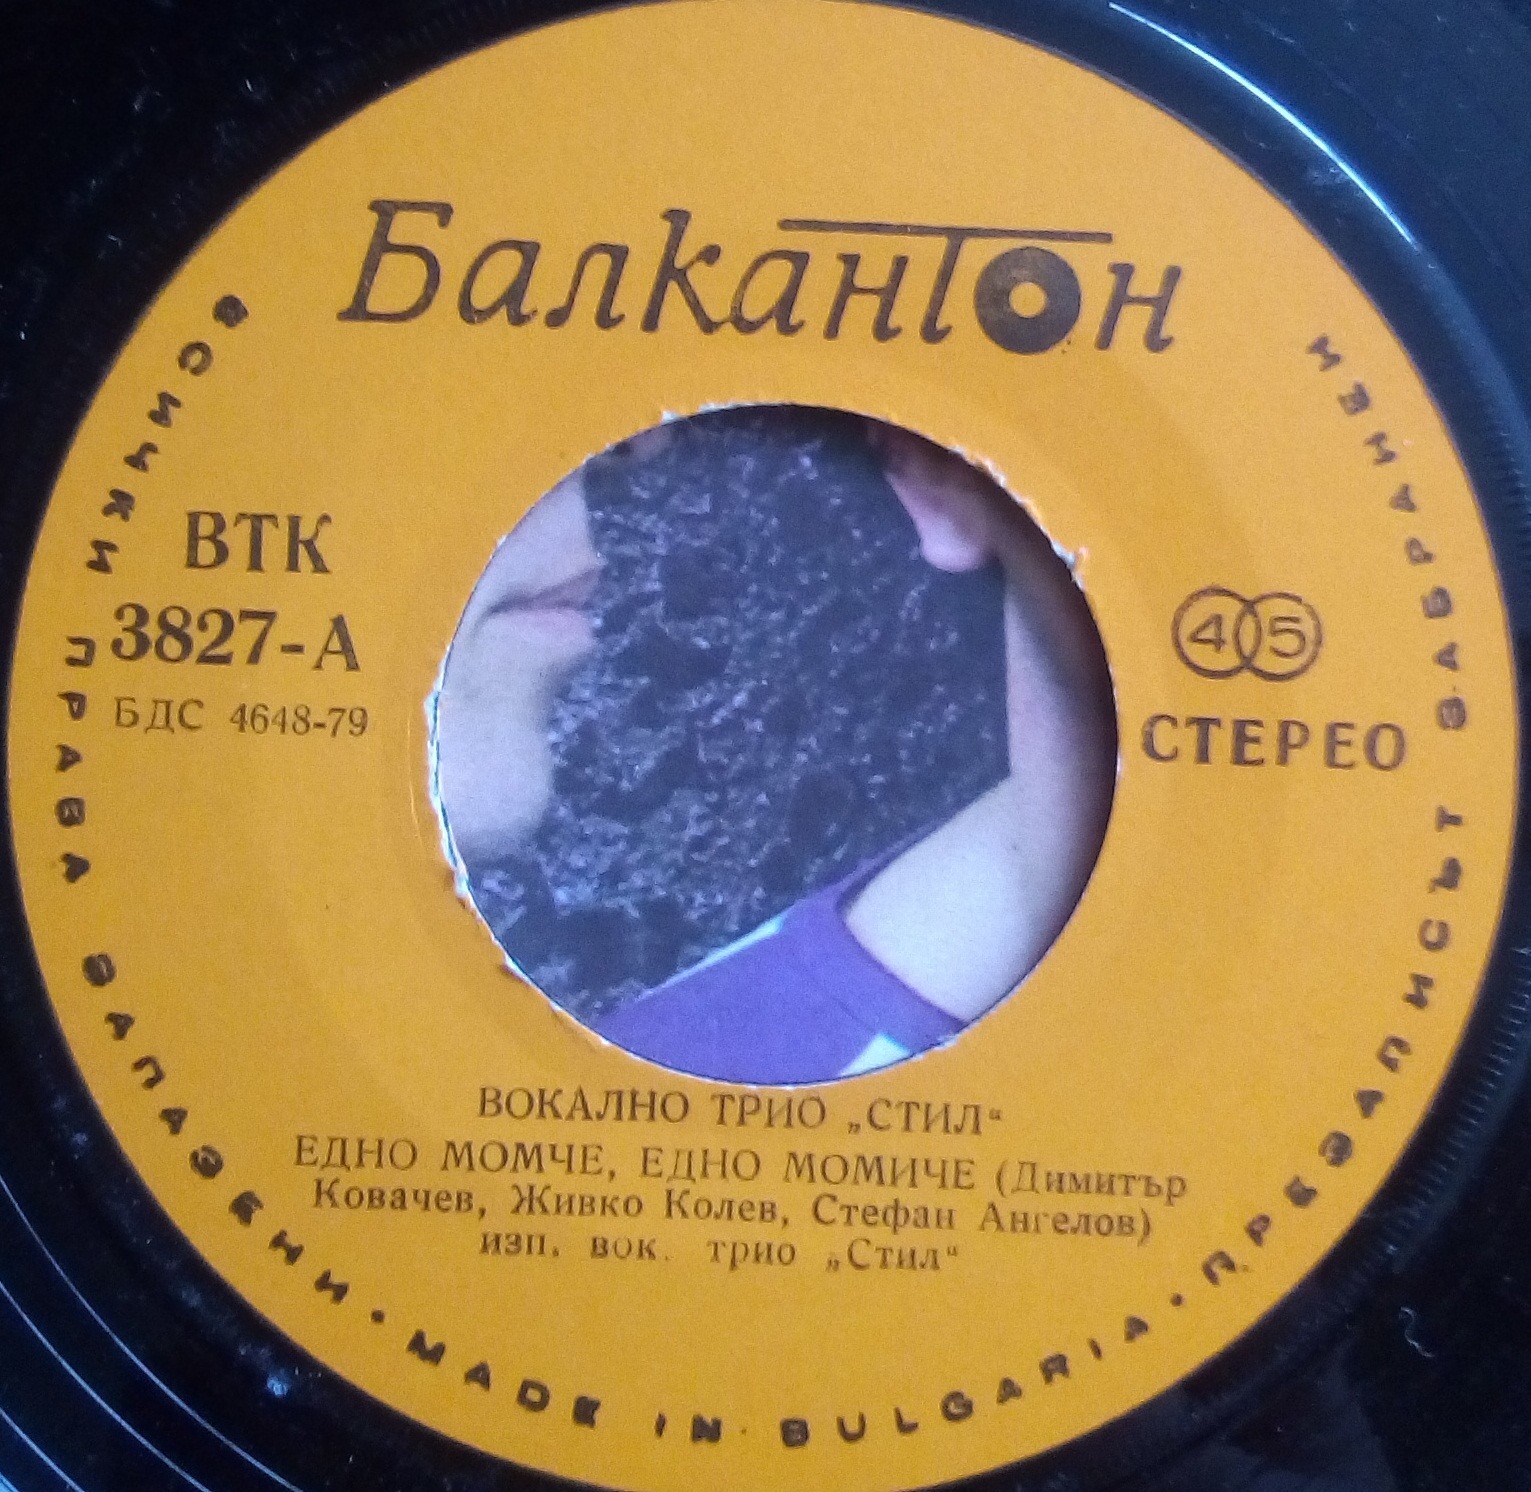 Балкантон
ВТК
3827-А
БДС 4648-79
45
СТЕРЕО
ВОКАЛНО ТРИО „СТИЛ“
ЕДНО МОМЧЕ, ЕДНО МОМИЧЕ (Димитър
Ковачев, Живко Колев, Стефан Ангелов)
изп. вок. трио „Стил“
ВСИЧКИ ПРАВА ЗАПАЗЕНИ · MADE IN BULGARIA · ПРЕЗАПИСЪТ ЗАБРАНЕН